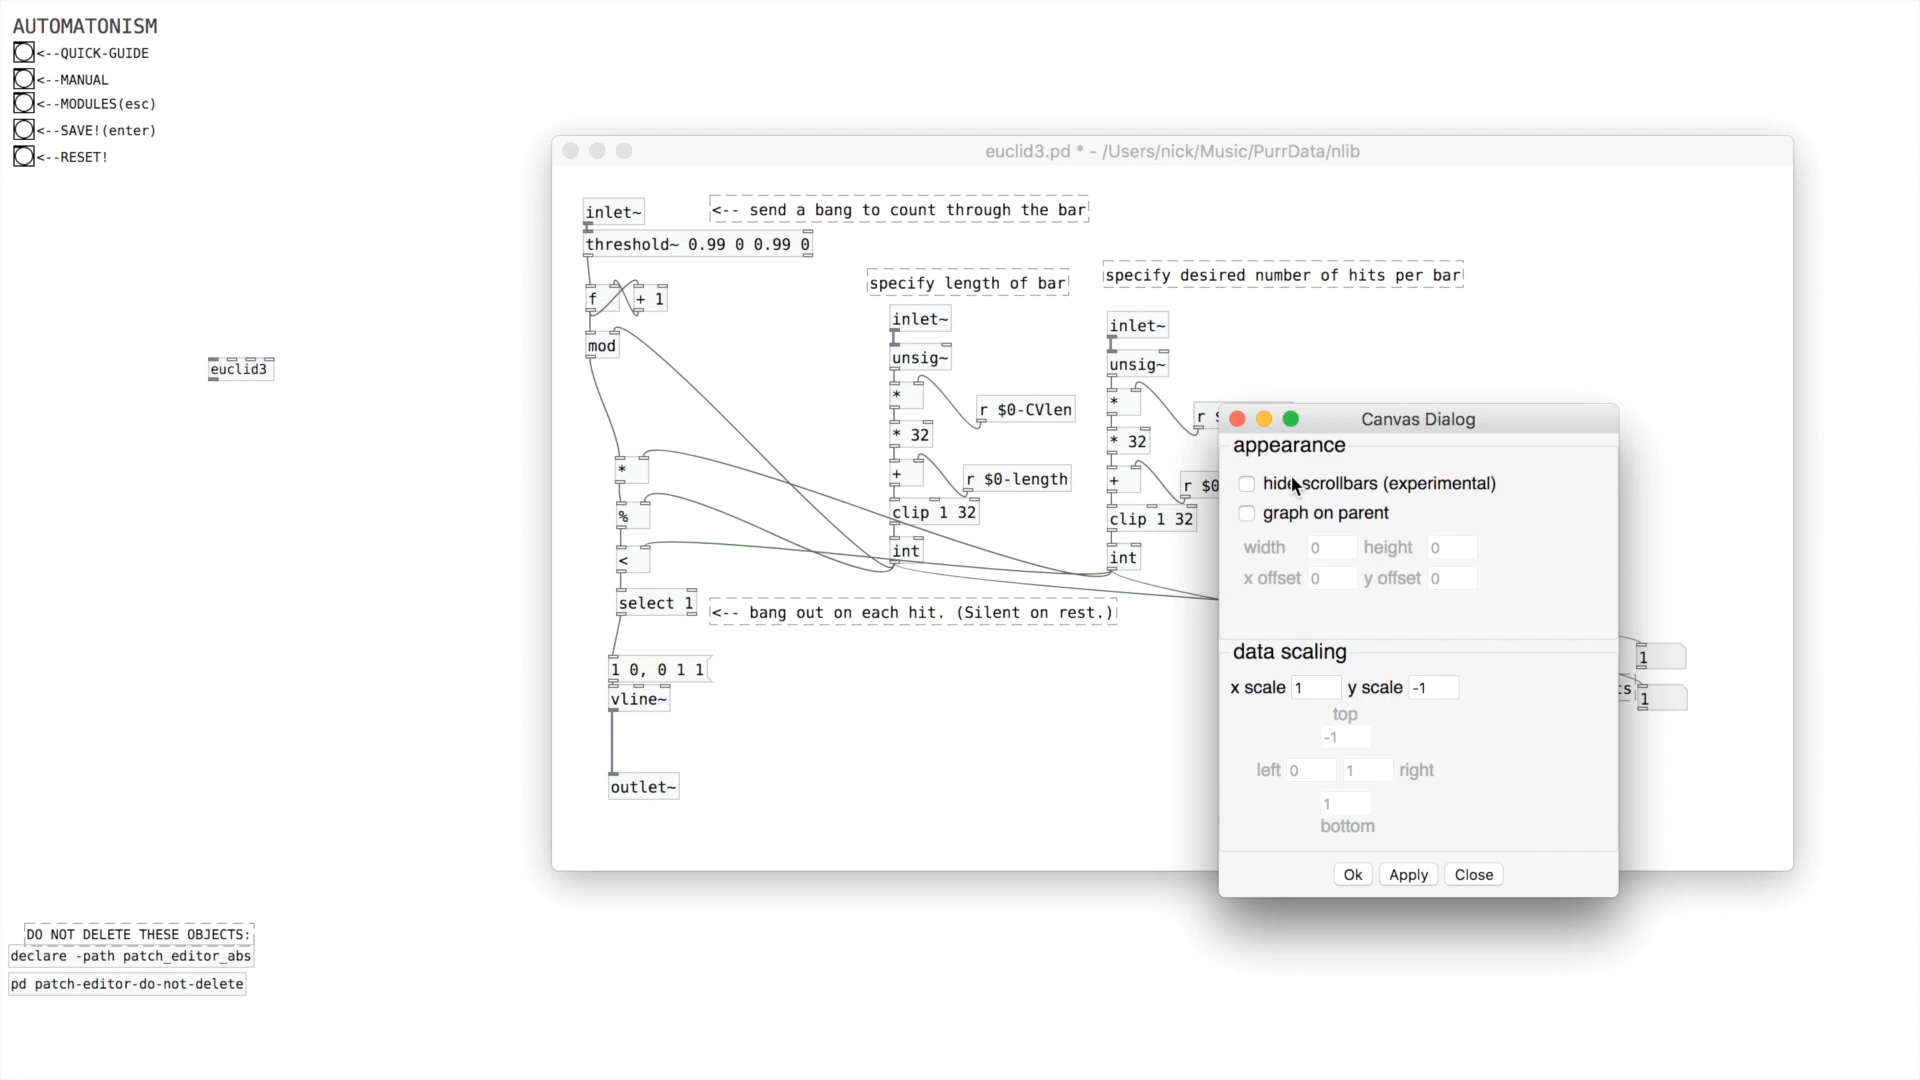 AUTOMATONISM
<--QUICK-GUIDE
<--MANUAL
<--MODULES(esc)
<--SAVE!(enter)
<--RESET!
euclid3
DO NOT DELETE THESE OBJECTS:
declare -path patch_editor_abs
pd patch-editor-do-not-delete
euclid3.pd * - /Users/nick/Music/PurrData/nlib
inlet~
<-- send a bang to count through the bar
threshold~ 0.99 0 0.99 0
f
+ 1
mod
*
%
<
select 1
<-- bang out on each hit. (Silent on rest.)
1 0, 0 1 1
vline~
outlet~
specify length of bar
inlet~
unsig~
*
r $0-CVlen
* 32
+
r $0-length
clip 1 32
int
specify desired number of hits per bar
inlet~
unsig~
*
* 32
+
r $0
clip 1 32
int
1
1
Canvas Dialog
appearance
hide scrollbars (experimental)
graph on parent
width 0 height 0
x offset 0 y offset 0
data scaling
x scale 1 y scale -1
top
-1
left 0 1 right
1
bottom
Ok Apply Close